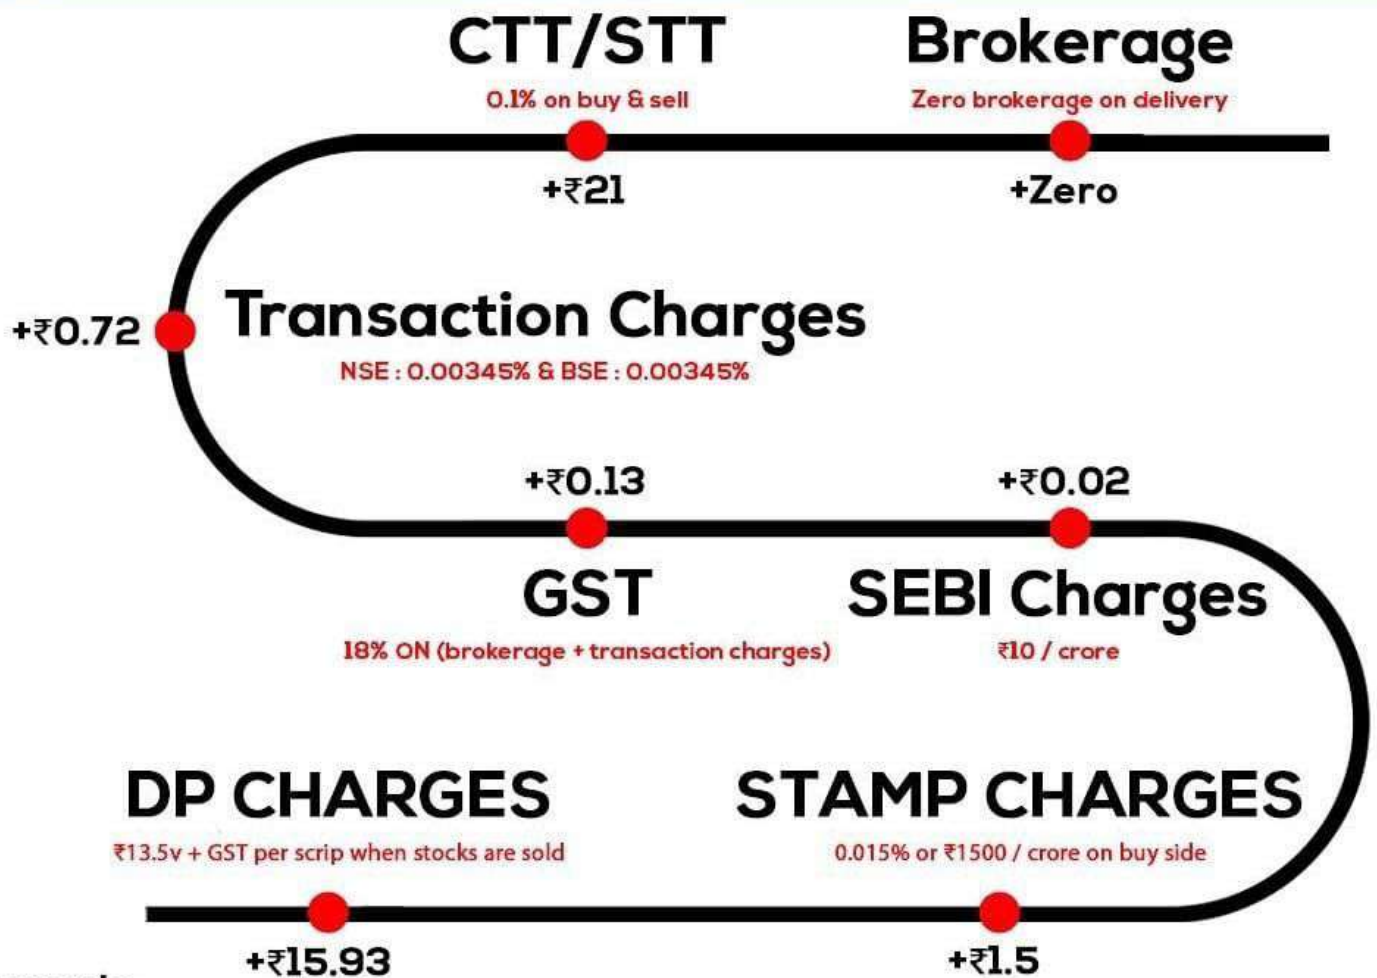 CTT/STT
0.1% on buy & sell
+₹21
Brokerage
Zero brokerage on delivery
+Zero
+₹0.72
Transaction Charges
NSE : 0.00345% & BSE : 0.00345%
+₹0.13
GST
18% ON (brokerage + transaction charges)
+₹0.02
SEBI Charges
₹10 / crore
DP CHARGES
₹13.5v + GST per scrip when stocks are sold
+₹15.93
STAMP CHARGES
0.015% or ₹1500 / crore on buy side
+₹1.5